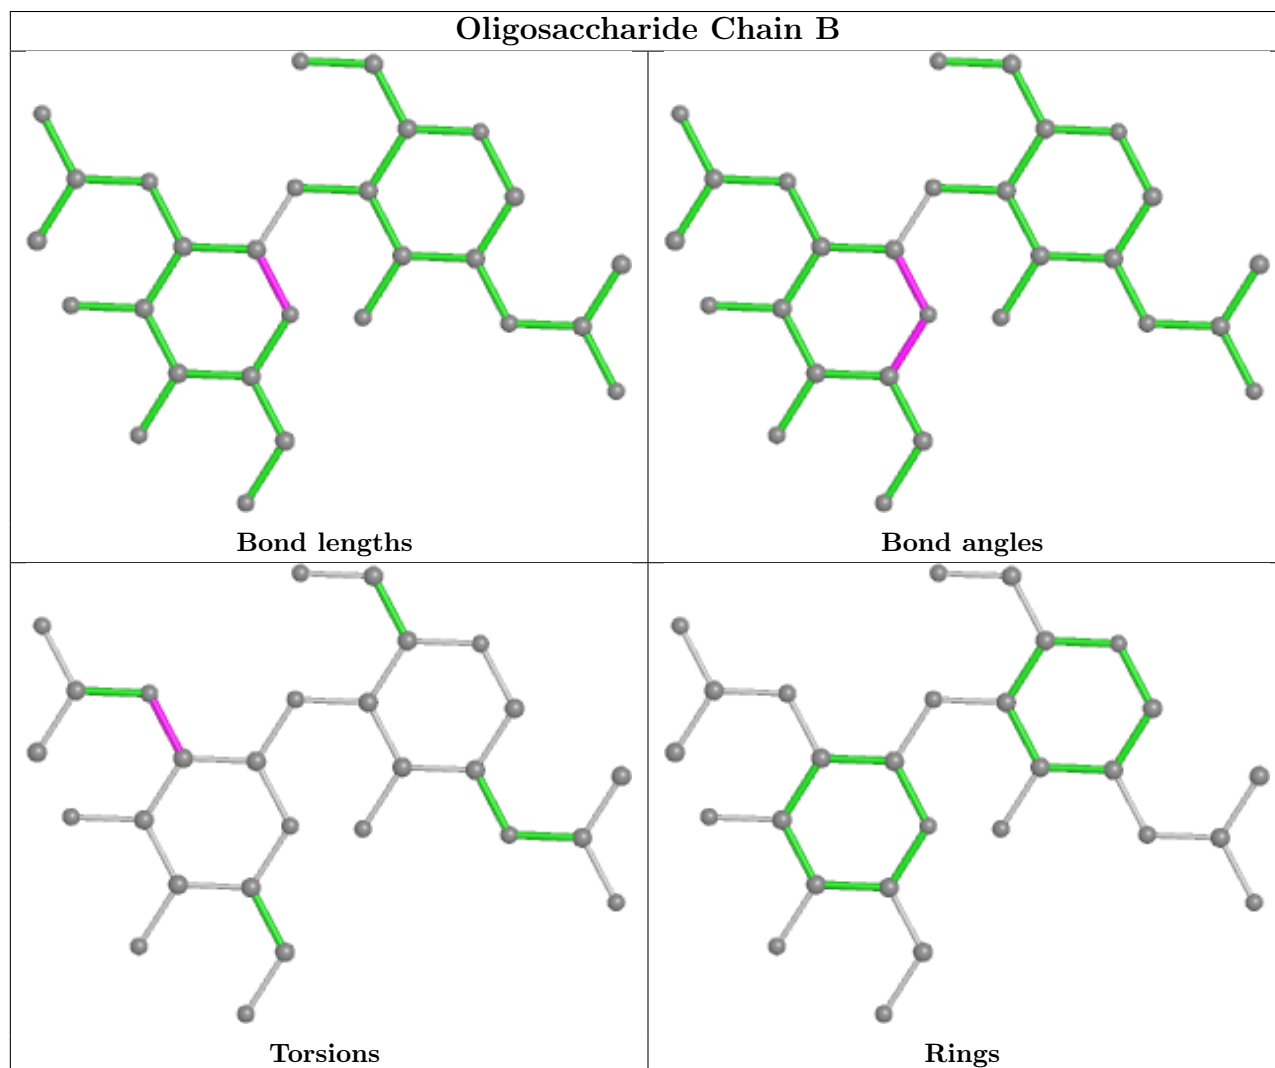 Oligosaccharide Chain B
Bond lengths
Bond angles
Torsions
Rings